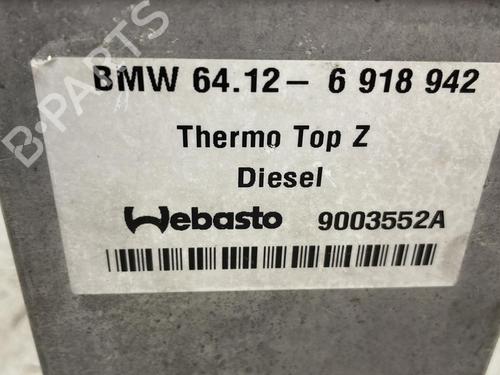 B-PARTS
BMW 64.12- 6 918 942
Thermo Top Z
Diesel
Webasto 9003552A